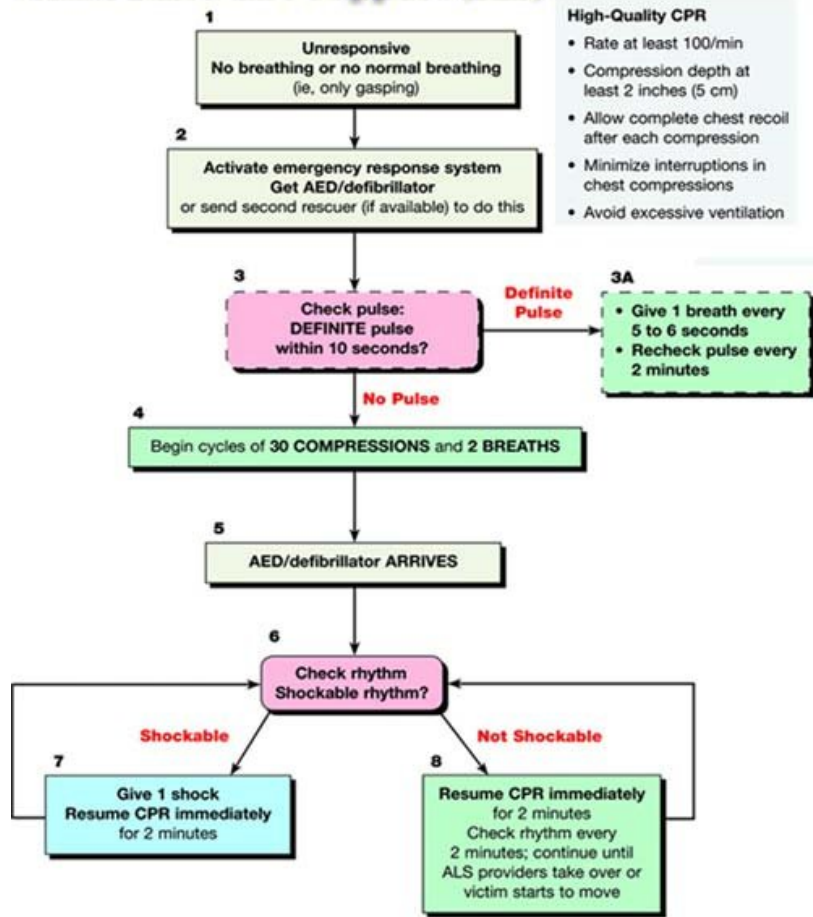 1
Unresponsive
No breathing or no normal breathing
(ie, only gasping)
High-Quality CPR
• Rate at least 100/min
• Compression depth at
least 2 inches (5 cm)
• Allow complete chest recoil
after each compression
• Minimize interruptions in
chest compressions
• Avoid excessive ventilation
2
Activate emergency response system
Get AED/defibrillator
or send second rescuer (if available) to do this
3
Check pulse:
DEFINITE pulse
within 10 seconds?
Definite
Pulse
3A
• Give 1 breath every
5 to 6 seconds
• Recheck pulse every
2 minutes
No Pulse
4
Begin cycles of 30 COMPRESSIONS and 2 BREATHS
5
AED/defibrillator ARRIVES
6
Check rhythm
Shockable rhythm?
Shockable
Not Shockable
7
Give 1 shock
Resume CPR immediately
for 2 minutes
8
Resume CPR immediately
for 2 minutes
Check rhythm every
2 minutes; continue until
ALS providers take over or
victim starts to move